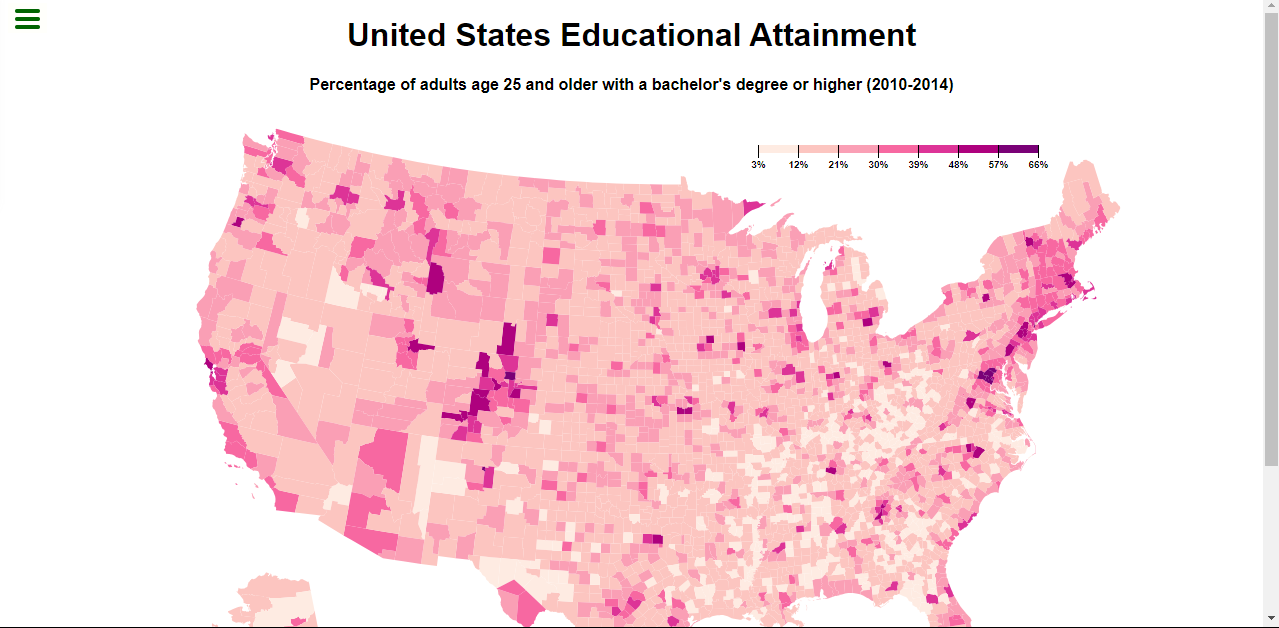 United States Educational Attainment
Percentage of adults age 25 and older with a bachelor's degree or higher (2010-2014)
3% 12% 21% 30% 39% 48% 57% 66%